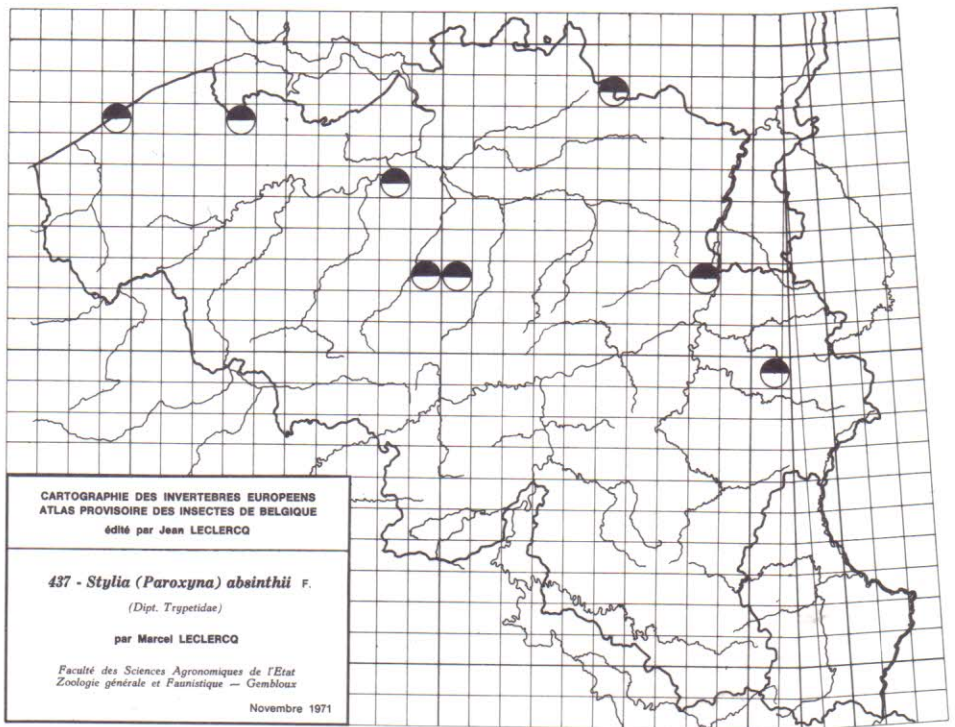 CARTOGRAPHIE DES INVERTEBRES EUROPEENS
ATLAS PROVISOIRE DES INSECTES DE BELGIQUE
édité par Jean LECLERCQ
437 - Stylia (Paroxyna) absinthii F.
(Dipt. Trypetidae)
par Marcel LECLERCQ
Faculté des Sciences Agronomiques de l'Etat
Zoologie générale et Faunistique — Gembloux
Novembre 1971